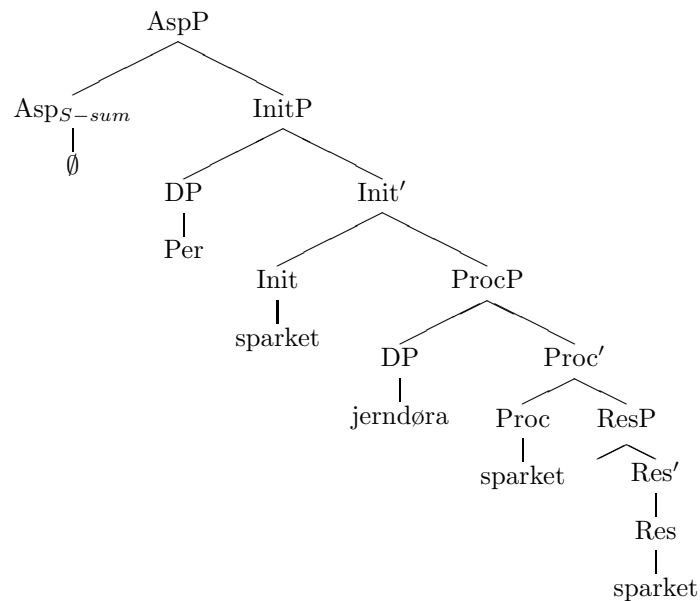 AspP
Asp_{S−sum} InitP
∅
DP Init′
Per
Init ProcP
sparket
DP Proc′
jerndøra
Proc ResP
sparket
Res′
Res
sparket